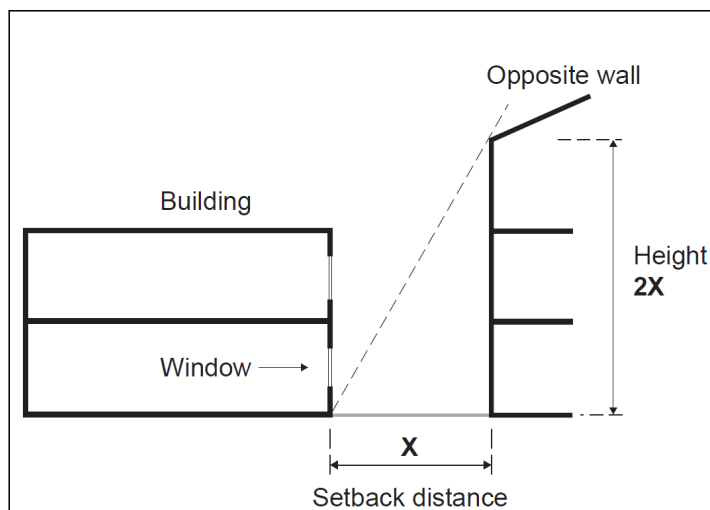 Opposite wall
Building
Height
2X
Window
X
Setback distance